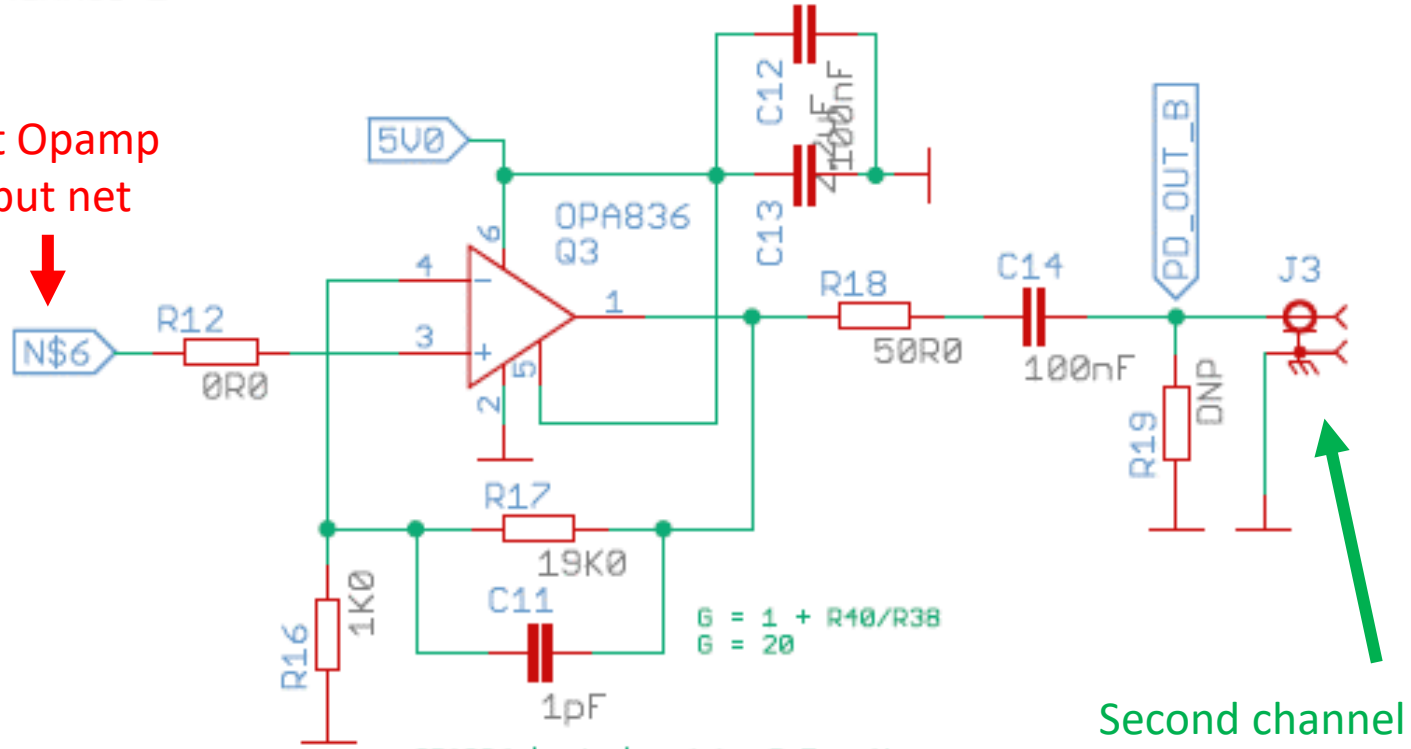 t Opamp
put net
N$6
R12
0R0
5V0
4
3
6
5
2
1
OPA836
Q3
C12
100nF
C13
R18
50R0
C14
100nF
PD_OUT_B
J3
R19
DNP
R17
19K0
C11
1pF
R16
1K0
G = 1 + R40/R38
G = 20
Second channel